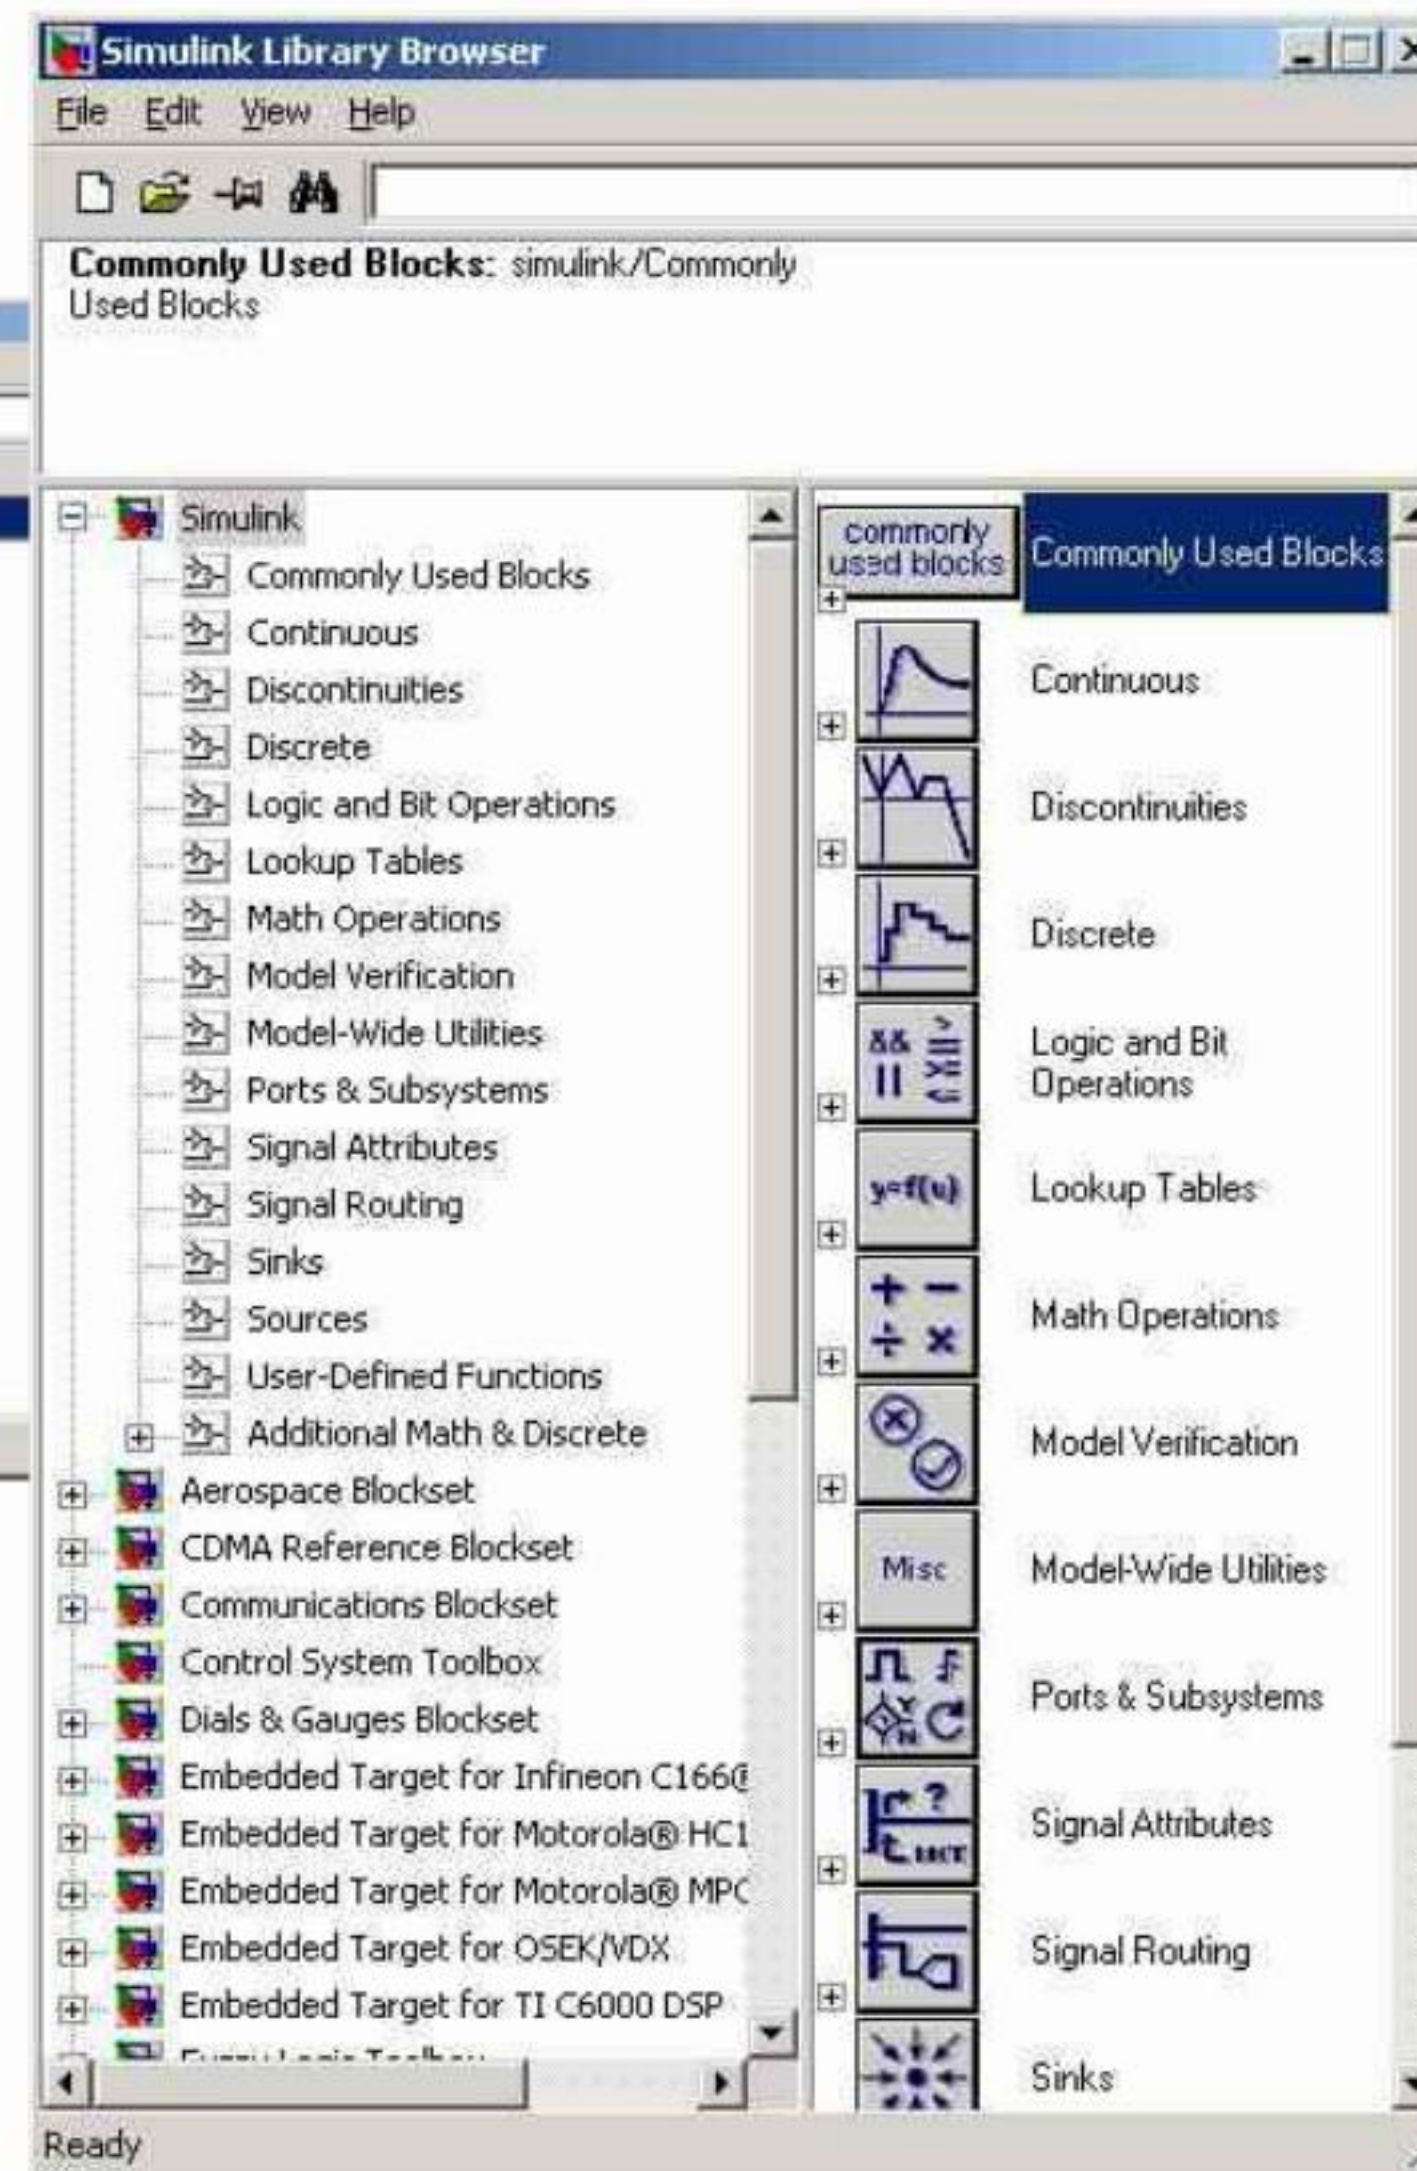 Simulink Library Browser
File Edit View Help
Commonly Used Blocks: simulink/Commonly
Used Blocks
Simulink
Commonly Used Blocks
Continuous
Discontinuities
Discrete
Logic and Bit Operations
Lookup Tables
Math Operations
Model Verification
Model-Wide Utilities
Ports & Subsystems
Signal Attributes
Signal Routing
Sinks
Sources
User-Defined Functions
Additional Math & Discrete
Aerospace Blockset
CDMA Reference Blockset
Communications Blockset
Control System Toolbox
Dials & Gauges Blockset
Embedded Target for Infineon C166®
Embedded Target for Motorola® HC1
Embedded Target for Motorola® MPC
Embedded Target for OSEK/VDX
Embedded Target for TI C6000 DSP
Fuzzy Logic Toolbox
commonly
used blocks
Commonly Used Blocks
Continuous
Discontinuities
Discrete
&& >=
|| <=
Logic and Bit
Operations
y=f(u)
Lookup Tables
+ −
÷ ×
Math Operations
Model Verification
Misc
Model-Wide Utilities
Ports & Subsystems
?
Signal Attributes
Signal Routing
Sinks
Ready